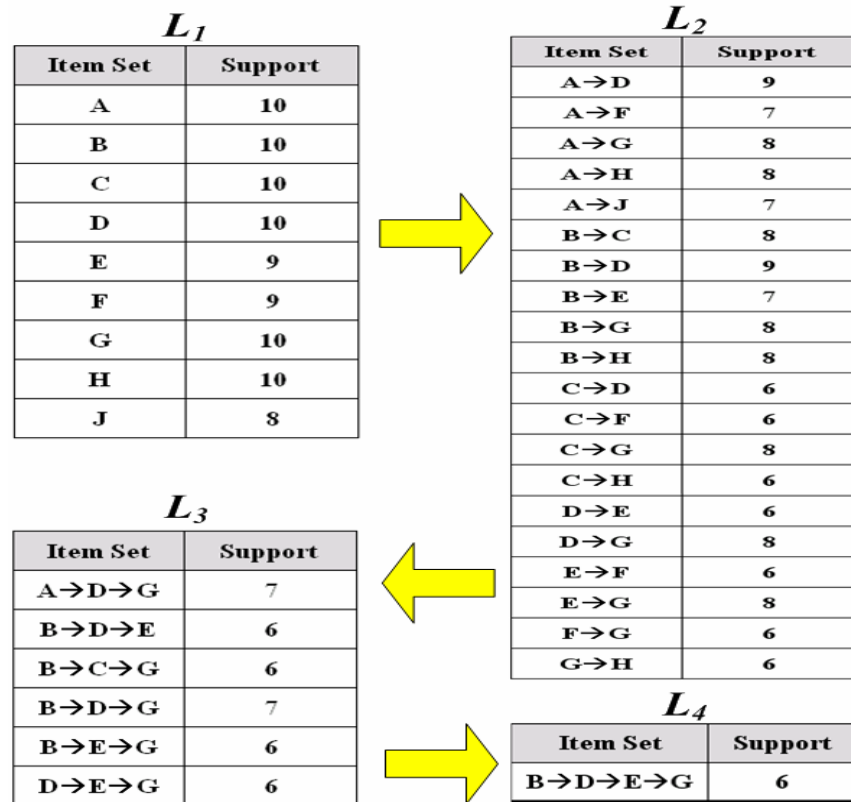 L1
Item Set Support
A 10
B 10
C 10
D 10
E 9
F 9
G 10
H 10
J 8
L2
Item Set Support
A→D 9
A→F 7
A→G 8
A→H 8
A→J 7
B→C 8
B→D 9
B→E 7
B→G 8
B→H 8
C→D 6
C→F 6
C→G 8
C→H 6
D→E 6
D→G 8
E→F 6
E→G 8
F→G 6
G→H 6
L3
Item Set Support
A→D→G 7
B→D→E 6
B→C→G 6
B→D→G 7
B→E→G 6
D→E→G 6
L4
Item Set Support
B→D→E→G 6